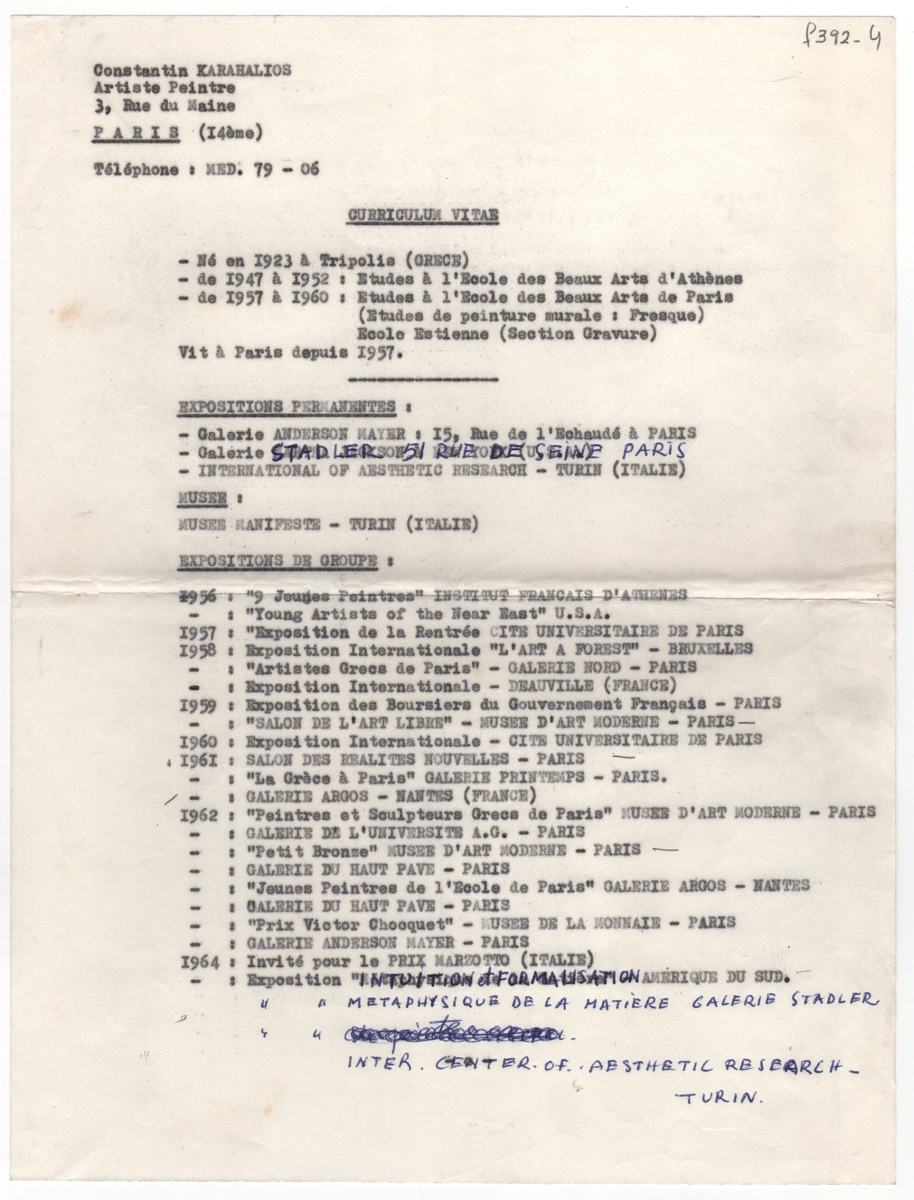 f392-4
Constantin KARAHALIOS
Artiste Peintre
3, Rue du Maine
PARIS (I4ème)
Téléphone : MED. 79 - 06
CURRICULUM VITAE
- Né en I923 à Tripolis (GRECE)
- de I947 à I952 : Etudes à l'Ecole des Beaux Arts d'Athènes
- de I957 à I960 : Etudes à l'Ecole des Beaux Arts de Paris
(Etudes de peinture murale : Fresque)
Ecole Estienne (Section Gravure)
Vit à Paris depuis I957.
EXPOSITIONS PERMANENTES :
- Galerie ANDERSON MAYER : I5, Rue de l'Echaudé à PARIS
- Galerie STADLER 51 RUE DE SEINE PARIS
- INTERNATIONAL OF AESTHETIC RESEARCH - TURIN (ITALIE)
MUSEE :
MUSEE MANIFESTE - TURIN (ITALIE)
EXPOSITIONS DE GROUPE :
I956 : "9 Jeunes Peintres" INSTITUT FRANCAIS D'ATHENES
- : "Young Artists of the Near East" U.S.A.
I957 : "Exposition de la Rentrée CITE UNIVERSITAIRE DE PARIS
I958 : Exposition Internationale "L'ART A FOREST" - BRUXELLES
- : "Artistes Grecs de Paris" - GALERIE NORD - PARIS
- : Exposition Internationale - DEAUVILLE (FRANCE)
I959 : Exposition des Boursiers du Gouvernement Français - PARIS
- : "SALON DE L'ART LIBRE" - MUSEE D'ART MODERNE - PARIS —
I960 : Exposition Internationale - CITE UNIVERSITAIRE DE PARIS
I96I : SALON DES REALITES NOUVELLES - PARIS —
- : "La Grèce à Paris" GALERIE PRINTEMPS - PARIS.
- : GALERIE ARGOS - NANTES (FRANCE)
I962 : "Peintres et Sculpteurs Grecs de Paris" MUSEE D'ART MODERNE - PARIS
- : GALERIE DE L'UNIVERSITE A.G. - PARIS
- : "Petit Bronze" MUSEE D'ART MODERNE - PARIS —
- : GALERIE DU HAUT PAVE - PARIS
- : "Jeunes Peintres de l'Ecole de Paris" GALERIE ARGOS - NANTES
- : GALERIE DU HAUT PAVE - PARIS
- : "Prix Victor Chocquet" - MUSEE DE LA MONNAIE - PARIS
- : GALERIE ANDERSON MAYER - PARIS
I964 : Invité pour le PRIX MARZOTTO (ITALIE)
- : Exposition "INTUITION & FORMALISATION AMERIQUE DU SUD.
" " METAPHYSIQUE DE LA MATIÈRE GALERIE STADLER
" "
INTER. CENTER. OF. AESTHETIC RESEARCH -
TURIN.